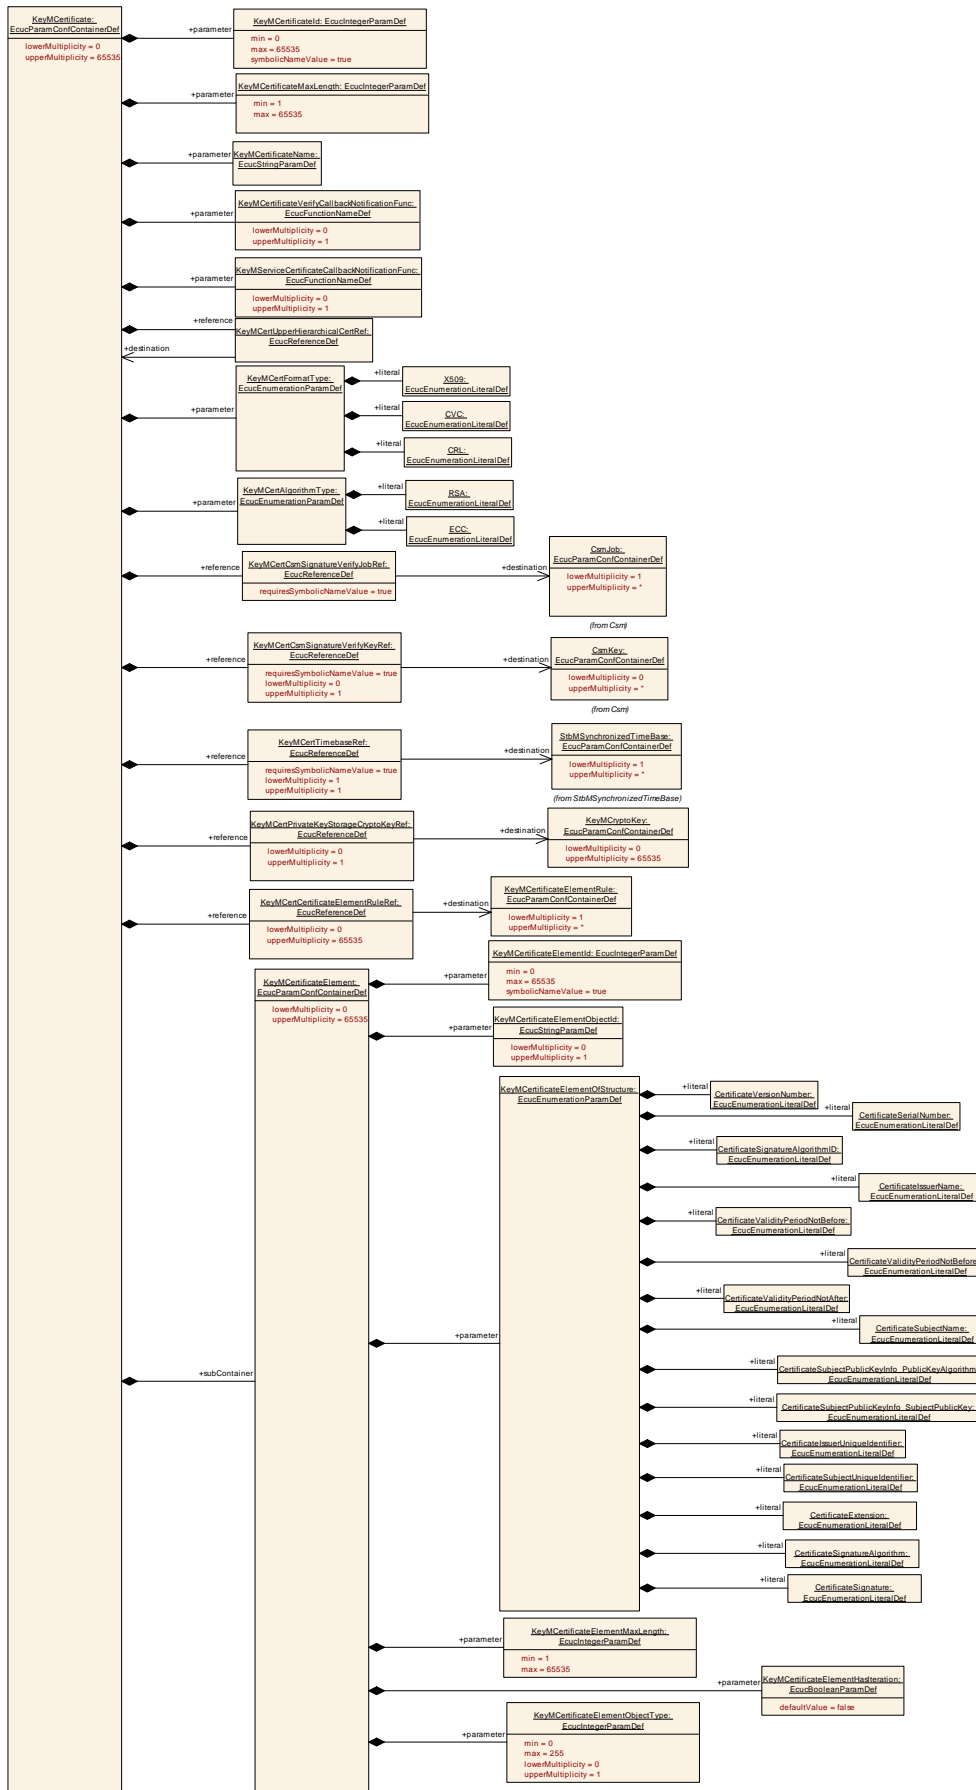 KeyMCertificate:
EcucParamConfContainerDef
lowerMultiplicity = 0
upperMultiplicity = 65535
+parameter
KeyMCertificateId: EcucIntegerParamDef
min = 0
max = 65535
symbolicNameValue = true
+parameter
KeyMCertificateMaxLength: EcucIntegerParamDef
min = 1
max = 65535
+parameter
KeyMCertificateName:
EcucStringParamDef
+parameter
KeyMCertificateVerifyCallbackNotificationFunc:
EcucFunctionNameDef
lowerMultiplicity = 0
upperMultiplicity = 1
+parameter
KeyMServiceCertificateCallbackNotificationFunc:
EcucFunctionNameDef
lowerMultiplicity = 0
upperMultiplicity = 1
+reference
KeyMCertUpperHierarchicalCertRef:
EcucReferenceDef
+destination
+parameter
KeyMCertFormatType:
EcucEnumerationParamDef
+literal
X509:
EcucEnumerationLiteralDef
+literal
CVC:
EcucEnumerationLiteralDef
+literal
CRL:
EcucEnumerationLiteralDef
+parameter
KeyMCertAlgorithmType:
EcucEnumerationParamDef
+literal
RSA:
EcucEnumerationLiteralDef
+literal
ECC:
EcucEnumerationLiteralDef
+reference
KeyMCertCsmSignatureVerifyJobRef:
EcucReferenceDef
requiresSymbolicNameValue = true
+destination
CsmJob:
EcucParamConfContainerDef
lowerMultiplicity = 1
upperMultiplicity = *
(from Csm)
+reference
KeyMCertCsmSignatureVerifyKeyRef:
EcucReferenceDef
requiresSymbolicNameValue = true
lowerMultiplicity = 0
upperMultiplicity = 1
+destination
CsmKey:
EcucParamConfContainerDef
lowerMultiplicity = 0
upperMultiplicity = *
(from Csm)
+reference
KeyMCertTimebaseRef:
EcucReferenceDef
requiresSymbolicNameValue = true
lowerMultiplicity = 1
upperMultiplicity = 1
+destination
StbMSynchronizedTimeBase:
EcucParamConfContainerDef
lowerMultiplicity = 1
upperMultiplicity = *
(from StbMSynchronizedTimeBase)
+reference
KeyMCertPrivateKeyStorageCryptoKeyRef:
EcucReferenceDef
lowerMultiplicity = 0
upperMultiplicity = 1
+destination
KeyMCryptoKey:
EcucParamConfContainerDef
lowerMultiplicity = 0
upperMultiplicity = 65535
+reference
KeyMCertCertificateElementRuleRef:
EcucReferenceDef
lowerMultiplicity = 0
upperMultiplicity = 65535
+destination
KeyMCertificateElementRule:
EcucParamConfContainerDef
lowerMultiplicity = 1
upperMultiplicity = *
+subContainer
KeyMCertificateElement:
EcucParamConfContainerDef
lowerMultiplicity = 0
upperMultiplicity = 65535
+parameter
KeyMCertificateElementId: EcucIntegerParamDef
min = 0
max = 65535
symbolicNameValue = true
+parameter
KeyMCertificateElementObjectId:
EcucStringParamDef
lowerMultiplicity = 0
upperMultiplicity = 1
+parameter
KeyMCertificateElementOfStructure:
EcucEnumerationParamDef
+literal
CertificateVersionNumber:
EcucEnumerationLiteralDef
+literal
CertificateSerialNumber:
EcucEnumerationLiteralDef
+literal
CertificateSignatureAlgorithmID:
EcucEnumerationLiteralDef
+literal
CertificateIssuerName:
EcucEnumerationLiteralDef
+literal
CertificateValidityPeriodNotBefore:
EcucEnumerationLiteralDef
+literal
CertificateValidityPeriodNotBefore
EcucEnumerationLiteralDef
+literal
CertificateValidityPeriodNotAfter:
EcucEnumerationLiteralDef
+literal
CertificateSubjectName:
EcucEnumerationLiteralDef
+literal
CertificateSubjectPublicKeyInfo_PublicKeyAlgorithm
EcucEnumerationLiteralDef
+literal
CertificateSubjectPublicKeyInfo_SubjectPublicKey:
EcucEnumerationLiteralDef
+literal
CertificateIssuerUniqueIdentifier:
EcucEnumerationLiteralDef
+literal
CertificateSubjectUniqueIdentifier:
EcucEnumerationLiteralDef
+literal
CertificateExtension:
EcucEnumerationLiteralDef
+literal
CertificateSignatureAlgorithm:
EcucEnumerationLiteralDef
+literal
CertificateSignature:
EcucEnumerationLiteralDef
+parameter
KeyMCertificateElementMaxLength:
EcucIntegerParamDef
min = 1
max = 65535
+parameter
KeyMCertificateElementHasIteration:
EcucBooleanParamDef
defaultValue = false
+parameter
KeyMCertificateElementObjectType:
EcucIntegerParamDef
min = 0
max = 255
lowerMultiplicity = 0
upperMultiplicity = 1